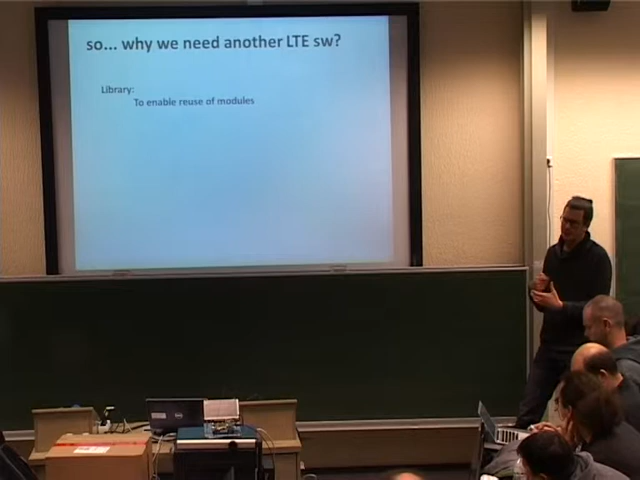 so... why we need another LTE sw?
Library:
To enable reuse of modules